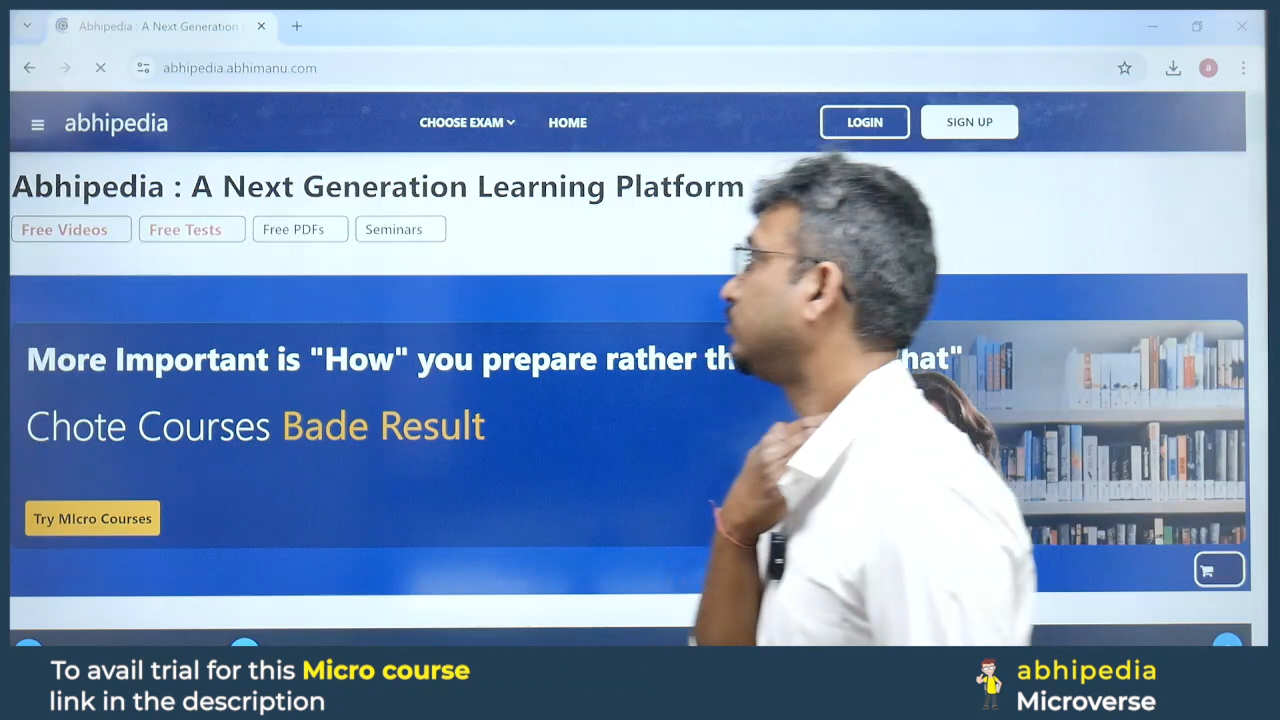 Abhipedia : A Next Generation
abhipedia.abhimanu.com
a
abhipedia
CHOOSE EXAM
HOME
LOGIN
SIGN UP
Abhipedia : A Next Generation Learning Platform
Free Videos
Free Tests
Free PDFs
Seminars
More Important is "How" you prepare rather
Chote Courses Bade Result
Try MIcro Courses
To avail trial for this Micro course
link in the description
abhipedia
Microverse